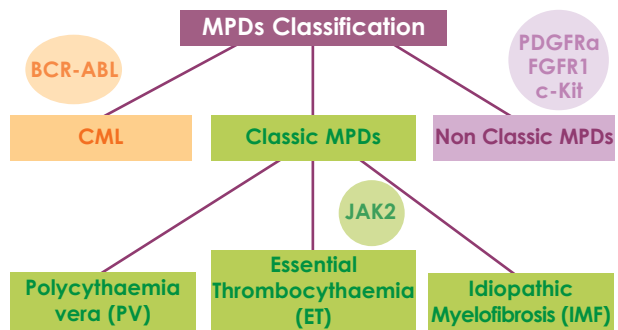 MPDs Classification
BCR-ABL
PDGFRa
FGFR1
c-Kit
CML
Classic MPDs
Non Classic MPDs
JAK2
Polycythaemia
vera (PV)
Essential
Thrombocythaemia
(ET)
Idiopathic
Myelofibrosis (IMF)